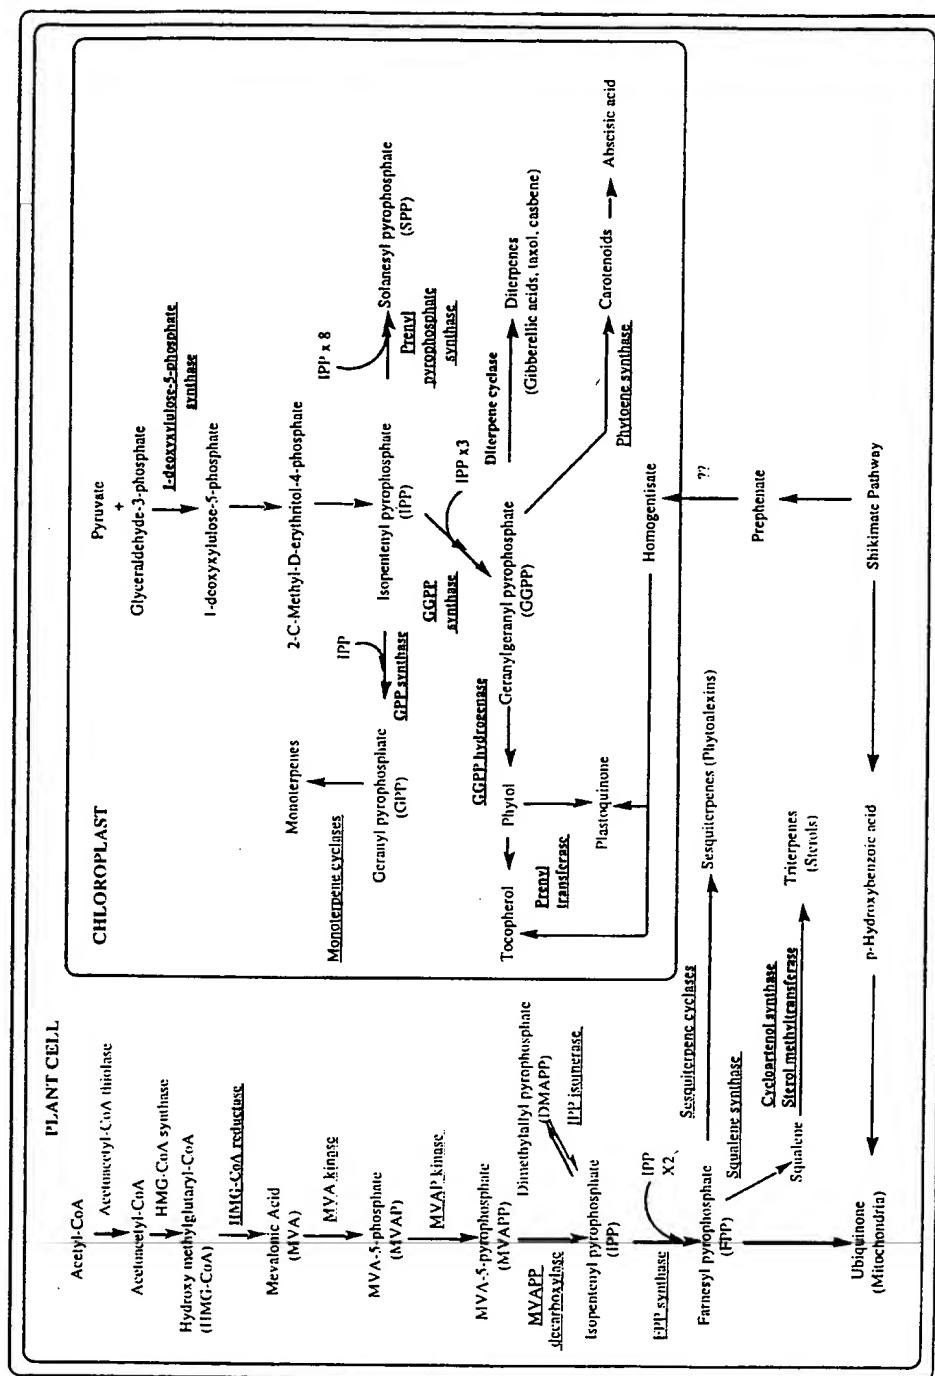 PLANT CELL
Acetyl-CoA
Acetoacetyl-CoA thiolase
Acetoacetyl-CoA
HMG-CoA synthase
Hydroxy methylglutaryl-CoA
(HMG-CoA)
HMG-CoA reductase
Mevalonic Acid
(MVA)
MVA kinase
MVA-5-phosphate
(MVAP)
MVAP kinase
MVA-5-pyrophosphate
(MVAPP)
MVAPP
decarboxylase
Dimethylallyl pyrophosphate
(DMAPP)
IPP isomerase
Isopentenyl pyrophosphate
(IPP)
FPP synthase
IPP
X2
Farnesyl pyrophosphate
(FPP)
Sesquiterpene cyclases
Sesquiterpenes (Phytoalexins)
Squalene synthase
Squalene
Cycloartenol synthase
Sterol methyltransferase
Triterpenes
(Sterols)
Ubiquinone
(Mitochondria)
p-Hydroxybenzoic acid
Shikimate Pathway
Prephenate
??
CHLOROPLAST
Pyruvate
+
Glyceraldehyde-3-phosphate
1-deoxyxylulose-5-phosphate
synthase
1-deoxyxylulose-5-phosphate
2-C-Methyl-D-erythritol-4-phosphate
Monoterpenes
Monoterpene cyclases
Geranyl pyrophosphate
(GPP)
IPP
GPP synthase
Isopentenyl pyrophosphate
(IPP)
IPP x 8
Solanesyl pyrophosphate
(SPP)
Prenyl
pyrophosphate
synthase
GGPP
synthase
IPP x3
GGPP hydrogenase
Geranylgeranyl pyrophosphate
(GGPP)
Diterpene cyclase
Diterpenes
(Gibberellic acids, taxol, casbene)
Tocopherol
Phytol
Prenyl
transferase
Plastoquinone
Phytoene synthase
Carotenoids
Abscisic acid
Homogentisate